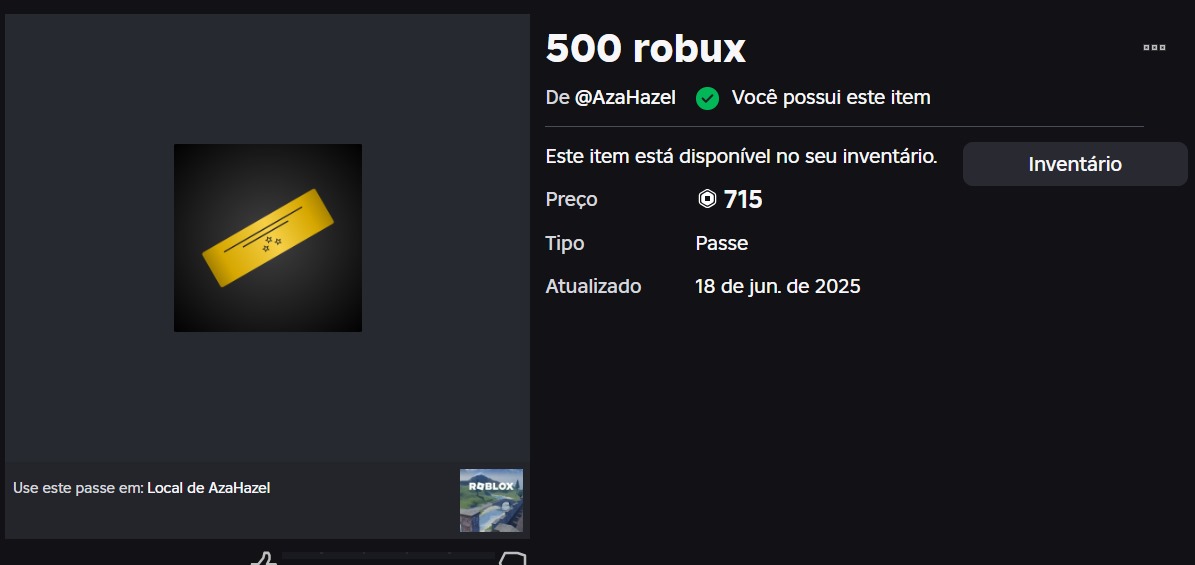 500 robux
De @AzaHazel Você possui este item
Este item está disponível no seu inventário.
Inventário
Preço 715
Tipo Passe
Atualizado 18 de jun. de 2025
Use este passe em: Local de AzaHazel
ROBLOX